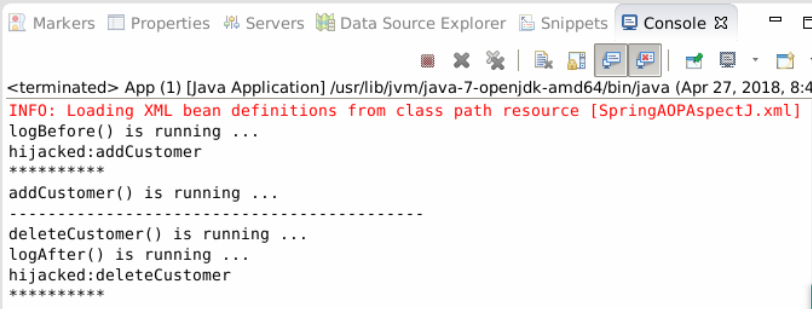 Markers Properties Servers Data Source Explorer Snippets Console
<terminated> App (1) [Java Application] /usr/lib/jvm/java-7-openjdk-amd64/bin/java (Apr 27, 2018, 8:4
INFO: Loading XML bean definitions from class path resource [SpringAOPAspectJ.xml]
logBefore() is running ...
hijacked:addCustomer
**********
addCustomer() is running ...
-------------------------------------------
deleteCustomer() is running ...
logAfter() is running ...
hijacked:deleteCustomer
**********